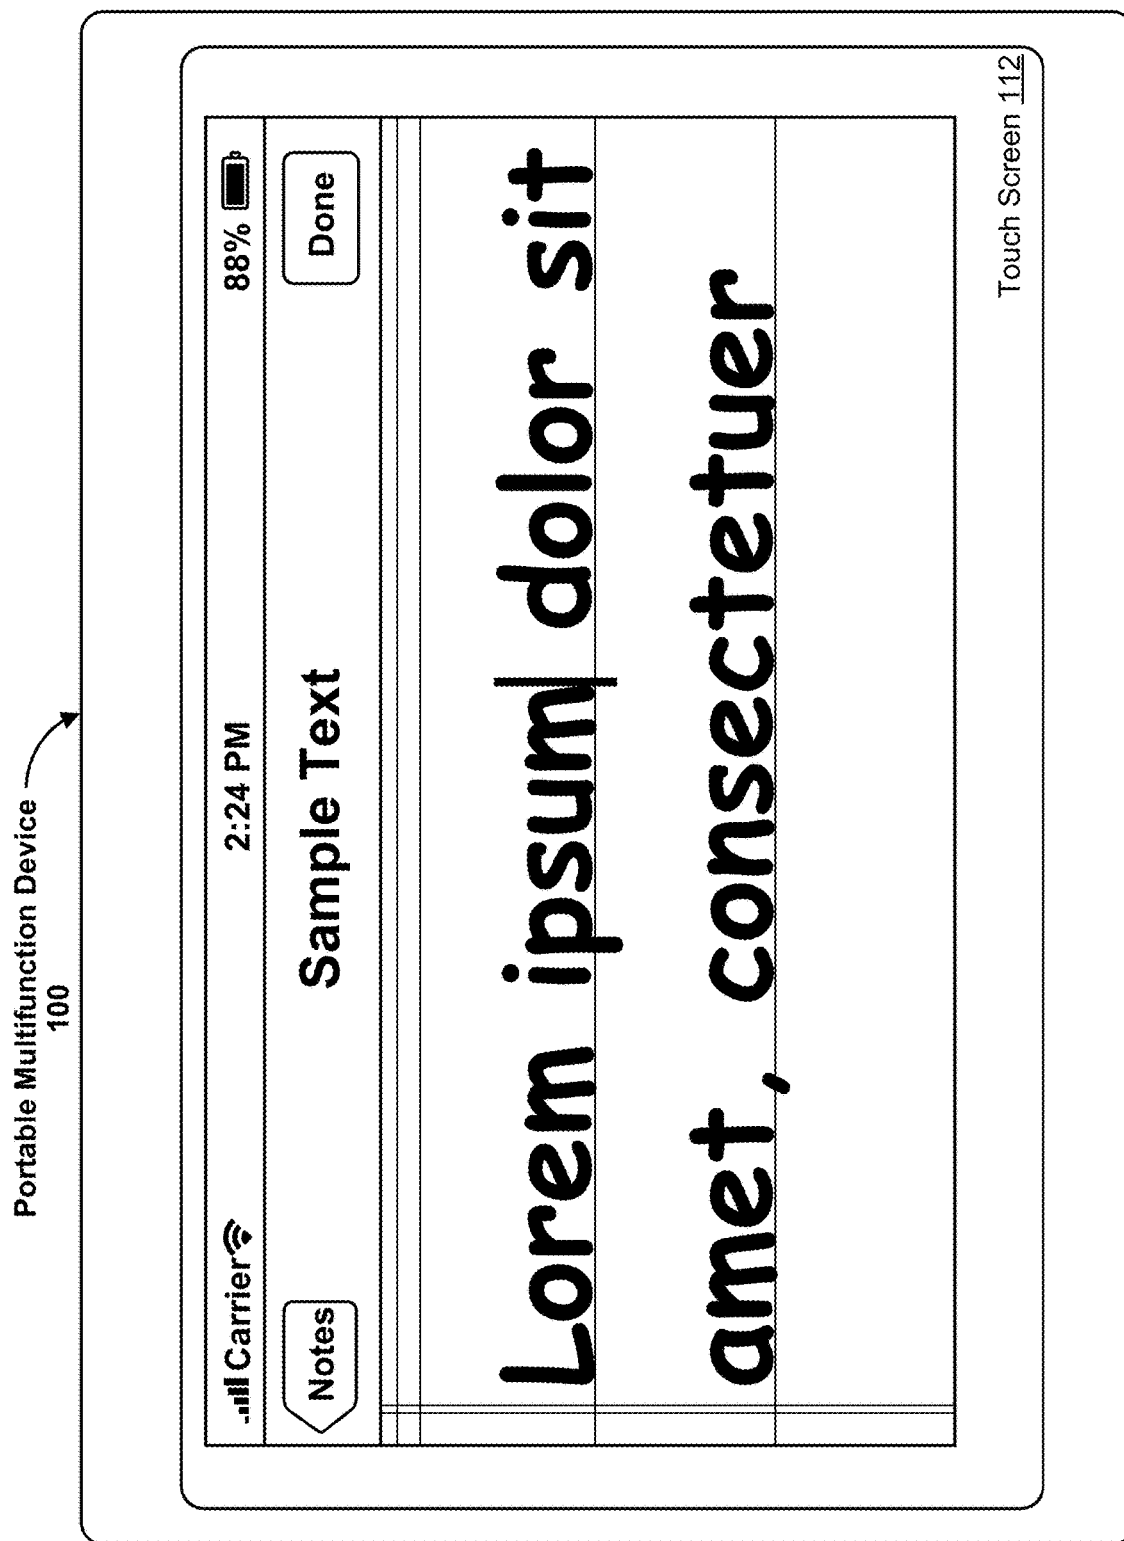 Portable Multifunction Device
100
Carrier 2:24 PM 88%
Notes Sample Text Done
Lorem ipsum dolor sit
amet, consectetuer
Touch Screen 112